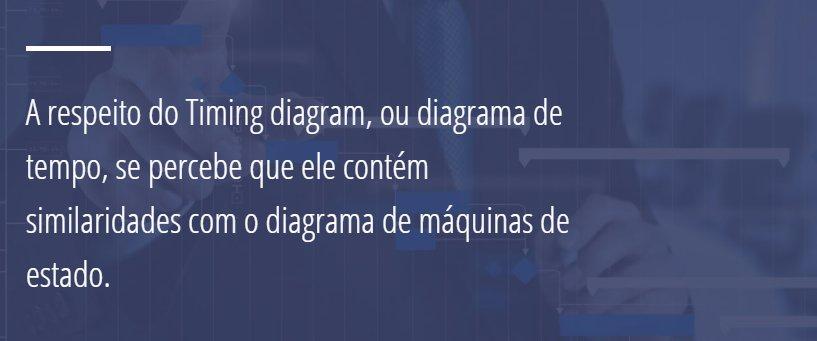 A respeito do Timing diagram, ou diagrama de
tempo, se percebe que ele contém
similaridades com o diagrama de máquinas de
estado.